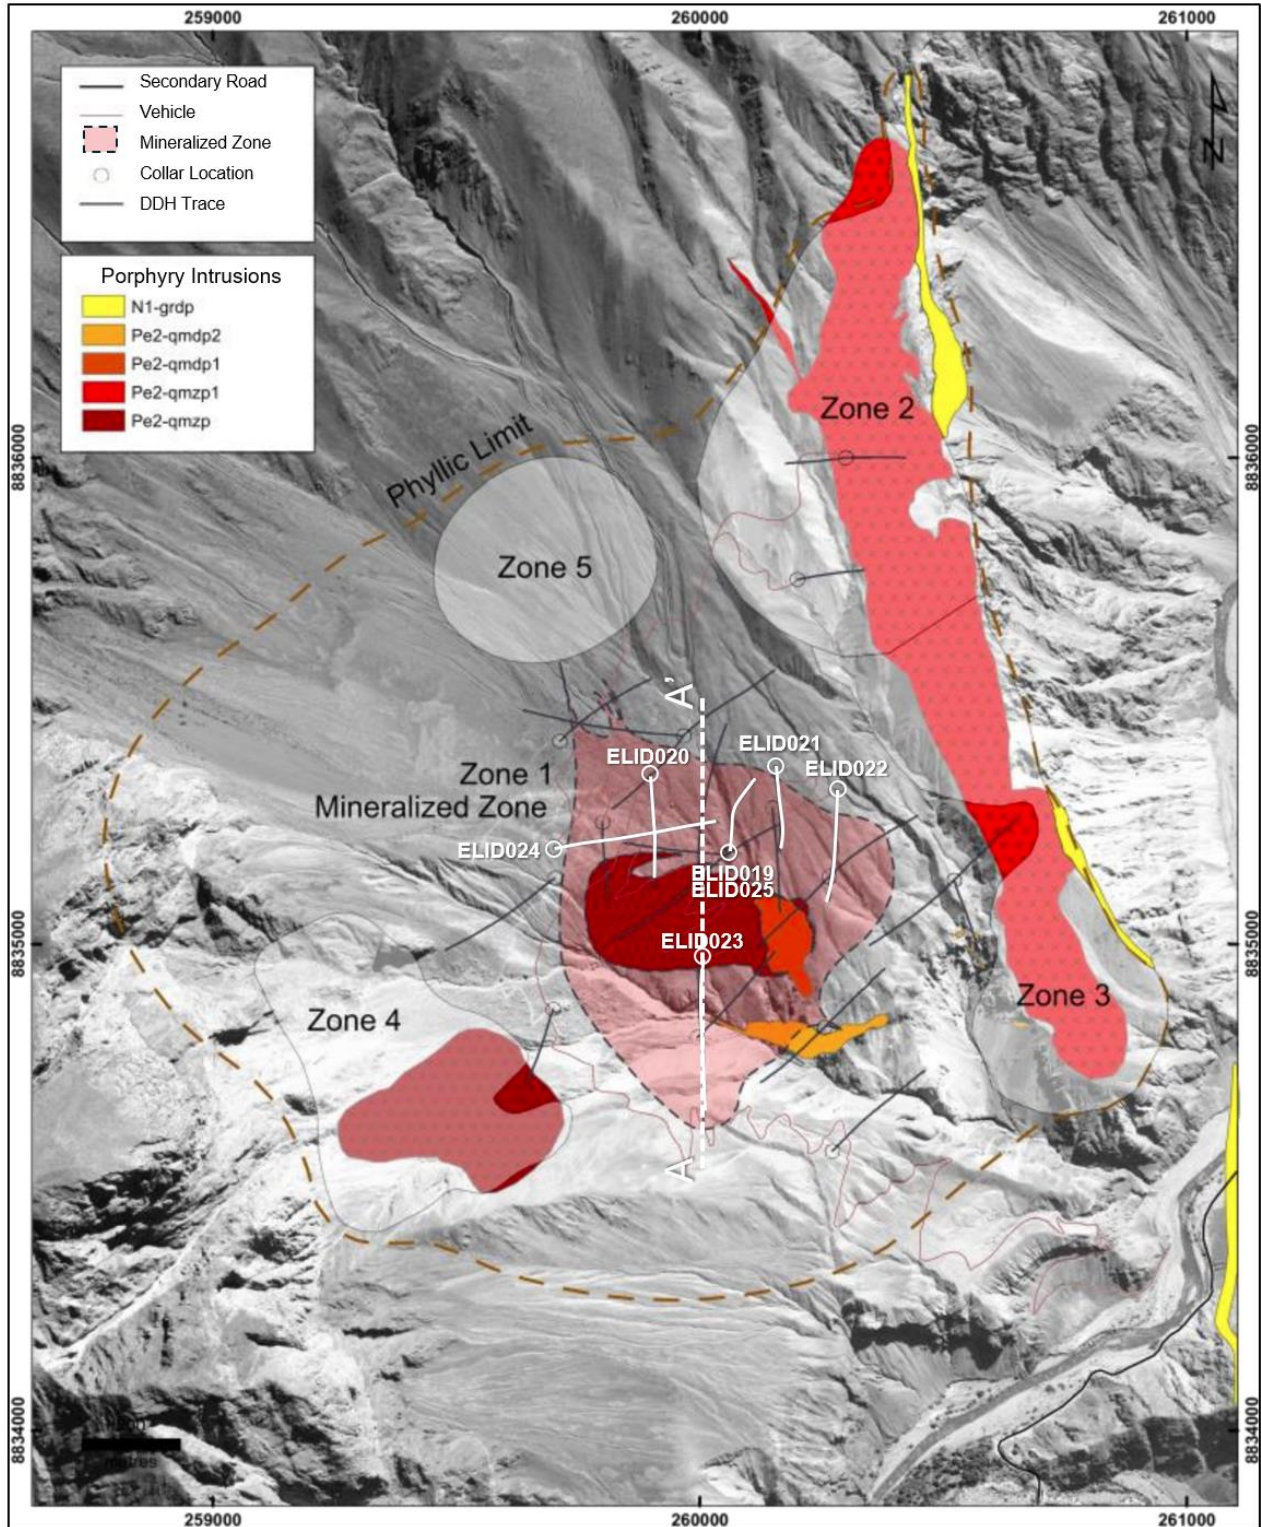 259000
260000
261000
Secondary Road
Vehicle
Mineralized Zone
Collar Location
DDH Trace
N
Porphyry Intrusions
N1-grdp
Pe2-qmdp2
Pe2-qmdp1
Pe2-qmzp1
Pe2-qmzp
Zone 2
8836000
8836000
Phyllic Limit
Zone 5
A'
ELID020
ELID021
ELID022
Zone 1
Mineralized Zone
ELID024
ELID019
ELID025
ELID023
8835000
8835000
Zone 3
Zone 4
A
8834000
8834000
metres
259000
260000
261000